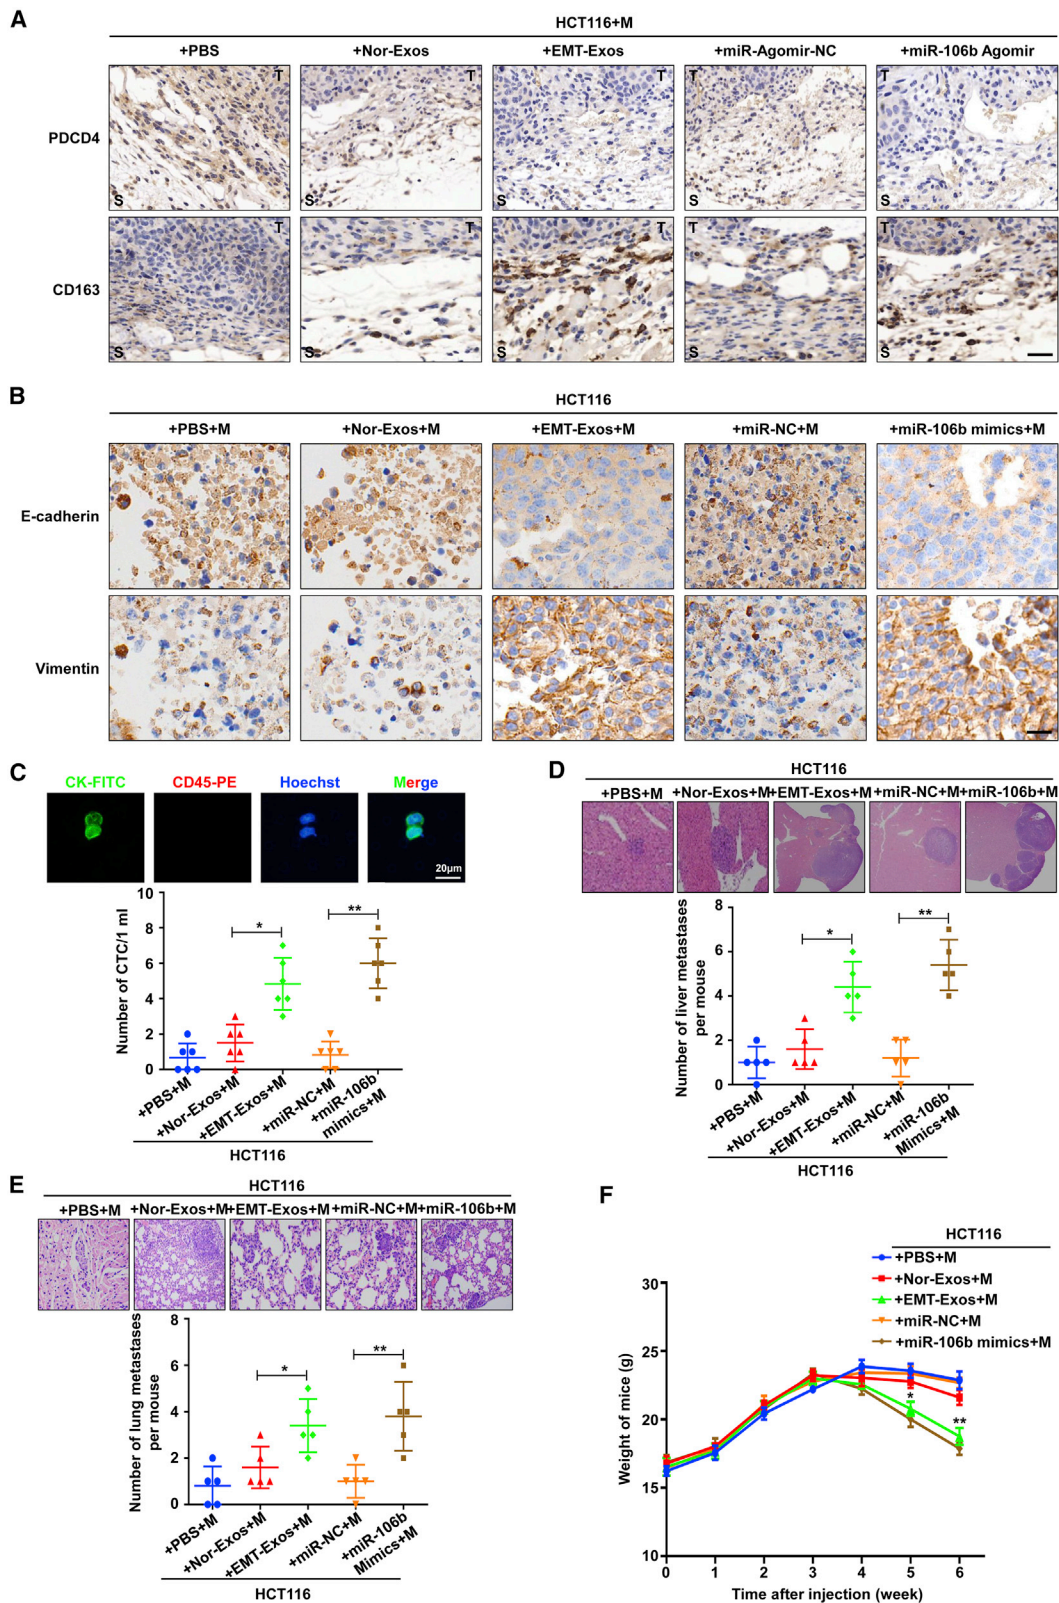 A
HCT116+M
+PBS
+Nor-Exos
+EMT-Exos
+miR-Agomir-NC
+miR-106b Agomir
PDCD4
T
S
T
S
T
S
T
S
T
S
CD163
T
S
T
S
T
S
T
S
T
S
B
HCT116
+PBS+M
+Nor-Exos+M
+EMT-Exos+M
+miR-NC+M
+miR-106b mimics+M
E-cadherin
Vimentin
C
CK-FITC
CD45-PE
Hoechst
Merge
20μm
Number of CTC/1 ml
10
8
6
4
2
0
*
**
+PBS+M
+Nor-Exos+M
+EMT-Exos+M
+miR-NC+M
+miR-106b
mimics+M
HCT116
D
HCT116
+PBS+M
+Nor-Exos+M
+EMT-Exos+M
+miR-NC+M
+miR-106b+M
Number of liver metastases
per mouse
8
6
4
2
0
*
**
+PBS+M
+Nor-Exos+M
+EMT-Exos+M
+miR-NC+M
+miR-106b
Mimics+M
HCT116
E
HCT116
+PBS+M
+Nor-Exos+M
+EMT-Exos+M
+miR-NC+M
+miR-106b+M
Number of lung metastases
per mouse
8
6
4
2
0
*
**
+PBS+M
+Nor-Exos+M
+EMT-Exos+M
+miR-NC+M
+miR-106b
Mimics+M
HCT116
F
HCT116
+PBS+M
+Nor-Exos+M
+EMT-Exos+M
+miR-NC+M
+miR-106b mimics+M
Weight of mice (g)
30
25
20
15
10
*
**
0 1 2 3 4 5 6
Time after injection (week)